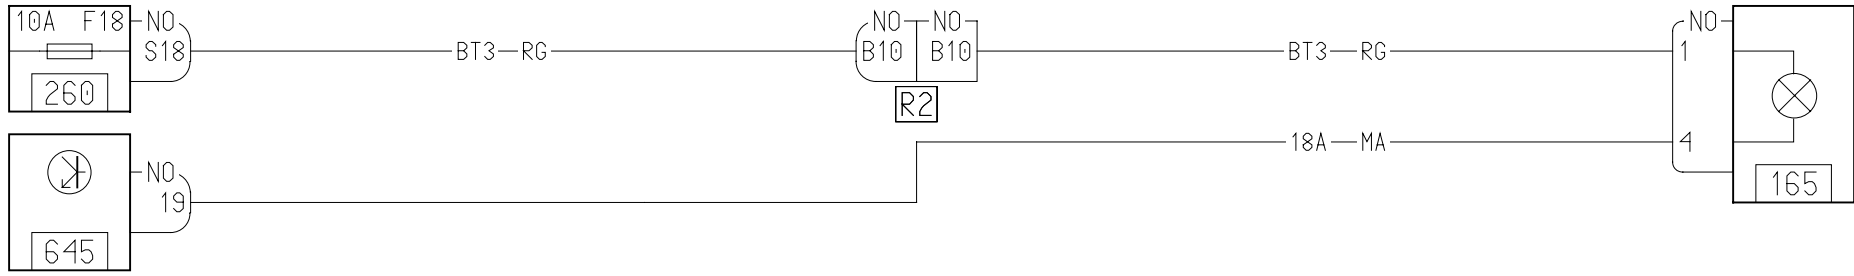 10A F18 NO NO NO NO
S18 BT3 RG B10 B10 BT3 RG 1
260
R2
18A MA 4
NO
19
165
645